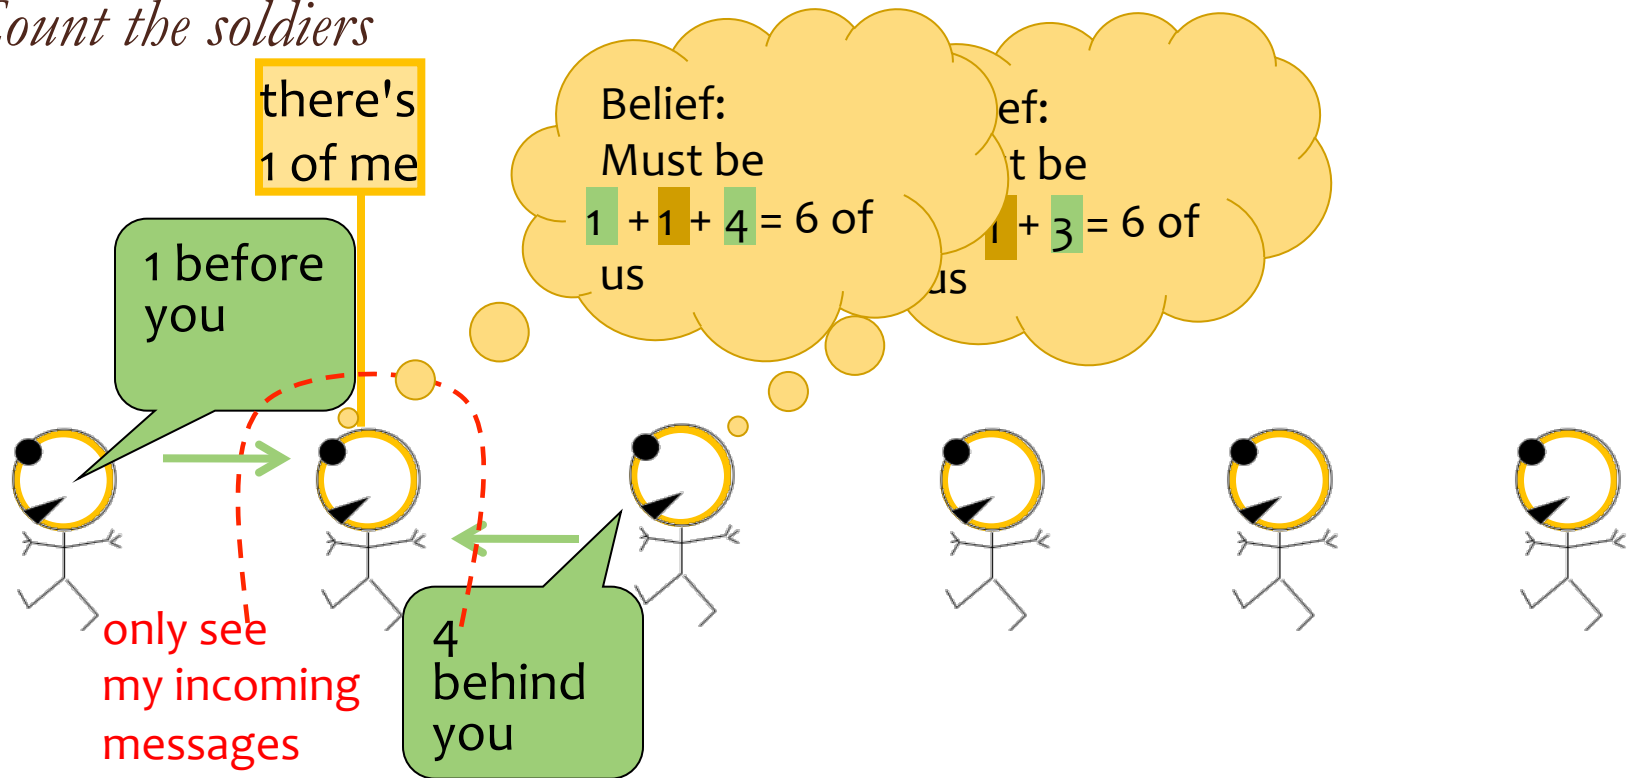 ount the soldiers
there's
1 of me
Belief:
Must be
1 + 1 + 4 = 6 of
us
ef:
t be
1 + 3 = 6 of
us
1 before
you
only see
my incoming
messages
4
behind
you